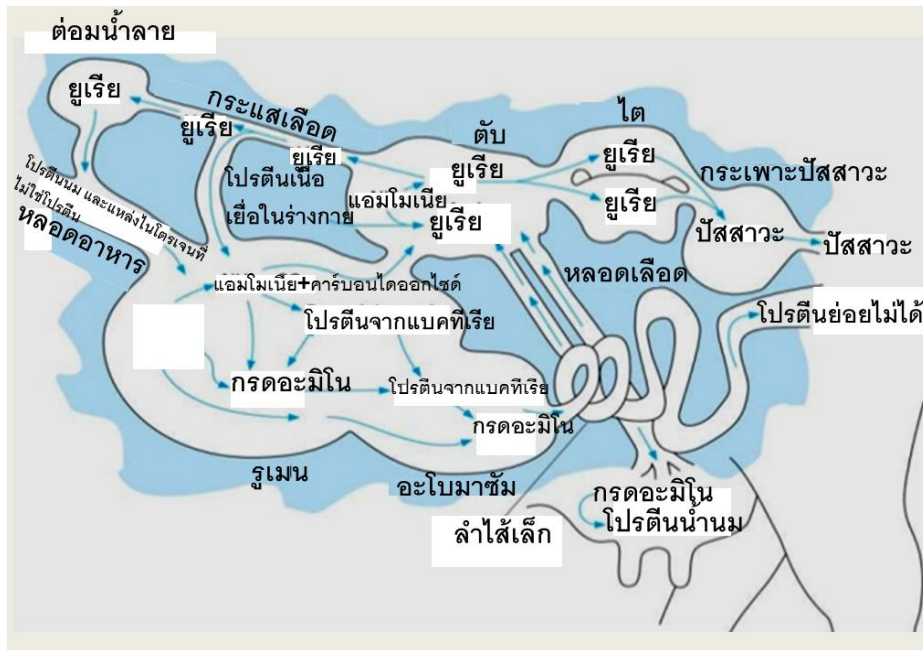 ต่อมน้ำลาย
ยูเรีย
กระแสเลือด
ยูเรีย
ยูเรีย
ตับ
ไต
ยูเรีย
ยูเรีย
กระเพาะปัสสาวะ
โปรตีนเนื้อ
เยื่อในร่างกาย
แอมโมเนีย
ยูเรีย
ยูเรีย
ปัสสาวะ
ปัสสาวะ
โปรตีนนม และแหล่งไนโตรเจนที่
ไม่ใช่โปรตีน
หลอดอาหาร
หลอดเลือด
แอมโมเนีย+คาร์บอนไดออกไซด์
โปรตีนจากแบคทีเรีย
โปรตีนย่อยไม่ได้
กรดอะมิโน
โปรตีนจากแบคทีเรีย
กรดอะมิโน
รูเมน
อะโบมาซัม
ลำไส้เล็ก
กรดอะมิโน
โปรตีนน้ำนม